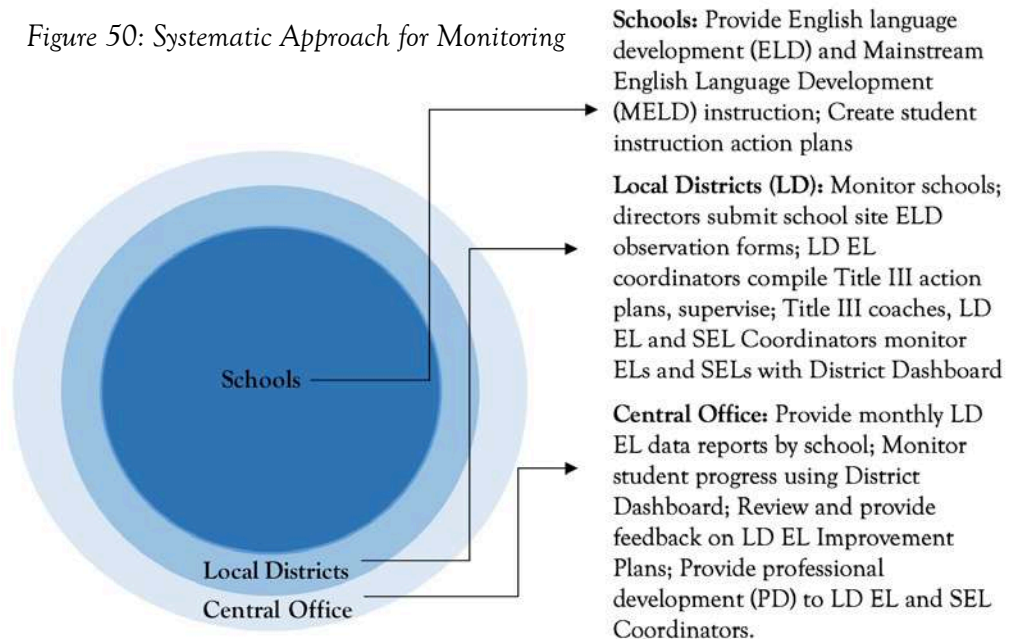 Figure 50: Systematic Approach for Monitoring
Schools
Local Districts
Central Office
Schools: Provide English language
development (ELD) and Mainstream
English Language Development
(MELD) instruction; Create student
instruction action plans
Local Districts (LD): Monitor schools;
directors submit school site ELD
observation forms; LD EL
coordinators compile Title III action
plans, supervise; Title III coaches, LD
EL and SEL Coordinators monitor
ELs and SELs with District Dashboard
Central Office: Provide monthly LD
EL data reports by school; Monitor
student progress using District
Dashboard; Review and provide
feedback on LD EL Improvement
Plans; Provide professional
development (PD) to LD EL and SEL
Coordinators.